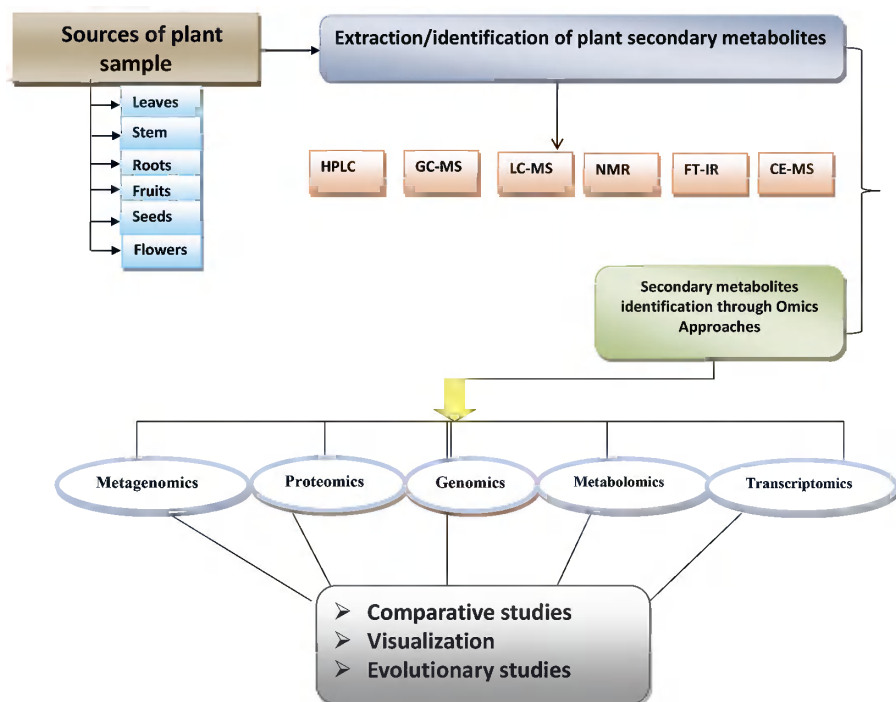 Sources of plant
sample
Extraction/identification of plant secondary metabolites
Leaves
Stem
Roots
Fruits
Seeds
Flowers
HPLC
GC-MS
LC-MS
NMR
FT-IR
CE-MS
Secondary metabolites
identification through Omics
Approaches
Metagenomics
Proteomics
Genomics
Metabolomics
Transcriptomics
➢ Comparative studies
➢ Visualization
➢ Evolutionary studies